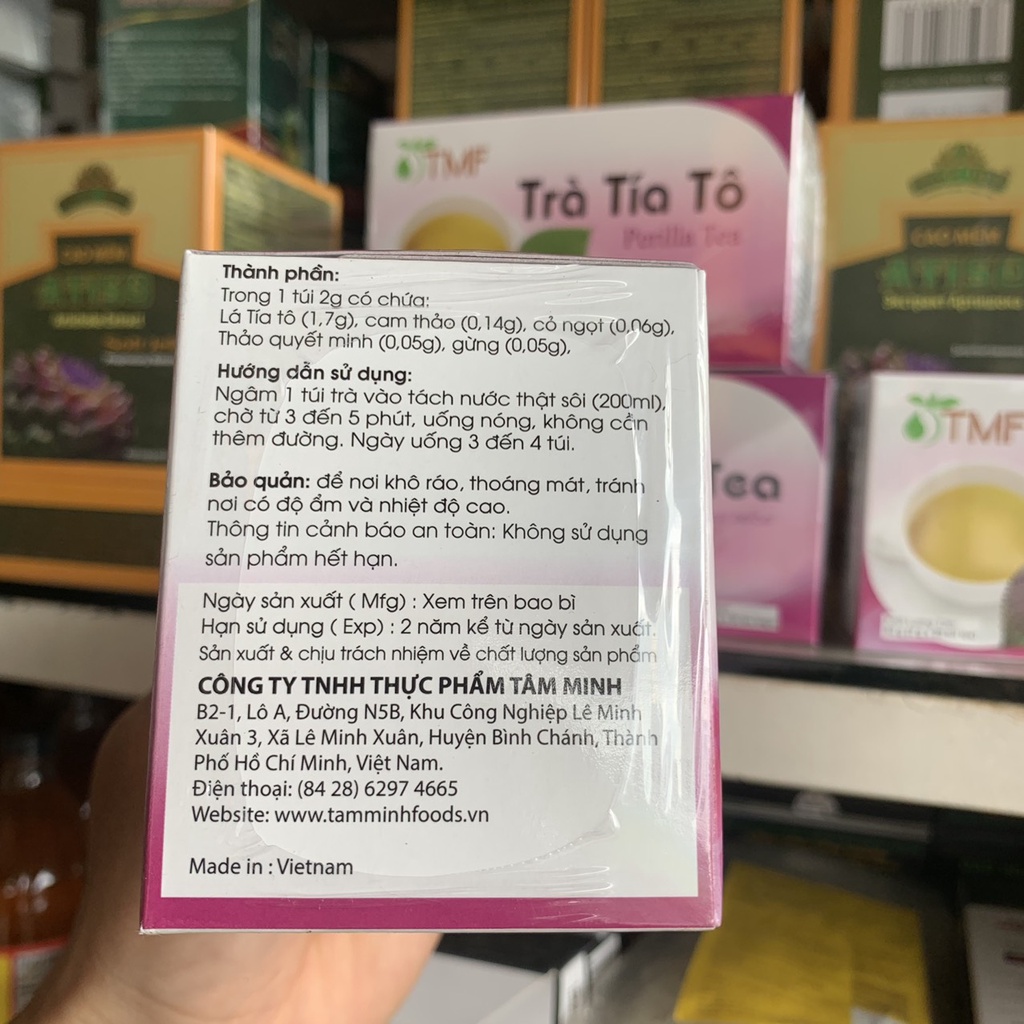 TMF
Trà Tía Tô
Perilla Tea
CAO MỀM
TMF
Tea
Thành phần:
Trong 1 túi 2g có chứa:
Lá Tía tô (1,7g), cam thảo (0,14g), cỏ ngọt (0,06g),
Thảo quyết minh (0,05g), gừng (0,05g),
Hướng dẫn sử dụng:
Ngâm 1 túi trà vào tách nước thật sôi (200ml),
chờ từ 3 đến 5 phút, uống nóng, không cần
thêm đường. Ngày uống 3 đến 4 túi.
Bảo quản: để nơi khô ráo, thoáng mát, tránh
nơi có độ ẩm và nhiệt độ cao.
Thông tin cảnh báo an toàn: Không sử dụng
sản phẩm hết hạn.
Ngày sản xuất ( Mfg) : Xem trên bao bì
Hạn sử dụng ( Exp) : 2 năm kể từ ngày sản xuất.
Sản xuất & chịu trách nhiệm về chất lượng sản phẩm
CÔNG TY TNHH THỰC PHẨM TÂM MINH
B2-1, Lô A, Đường N5B, Khu Công Nghiệp Lê Minh
Xuân 3, Xã Lê Minh Xuân, Huyện Bình Chánh, Thành
Phố Hồ Chí Minh, Việt Nam.
Điện thoại: (84 28) 6297 4665
Website: www.tamminhfoods.vn
Made in : Vietnam